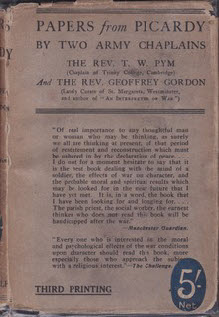 PAPERS from PICARDY
BY TWO ARMY CHAPLAINS
THE REV. T. W. PYM
(Chaplain of Trinity College, Cambridge)
And THE REV. GEOFFREY GORDON
(Late Curate of St. Margaret's, Westminster,
and author of "An Interpreter of War")
"Of real importance to any thoughtful man
or woman who may be thinking, as surely
we all are thinking at present, of that period
of resettlement and reconstruction which must
be ushered in by the declaration of peace. .
I do not for a moment hesitate to say that it
is the best book dealing with the mind of a
soldier, the effects of war on character, and
the probable moral and spiritual results which
may be looked for in the near future that I
have yet met. It is, in a word, the book that
I have been looking for and longing for. . .
The parish priest, the social worker, the earnest
thinker who does not read this book will be
handicapped after the war."
—Manchester Guardian.
"Every one who is interested in the moral
and psychological effects of the war conditions
upon character should read this book, more
especially those who approach the subject
with a religious interest."—The Challenge.
THIRD PRINTING
5/-
Net
DY